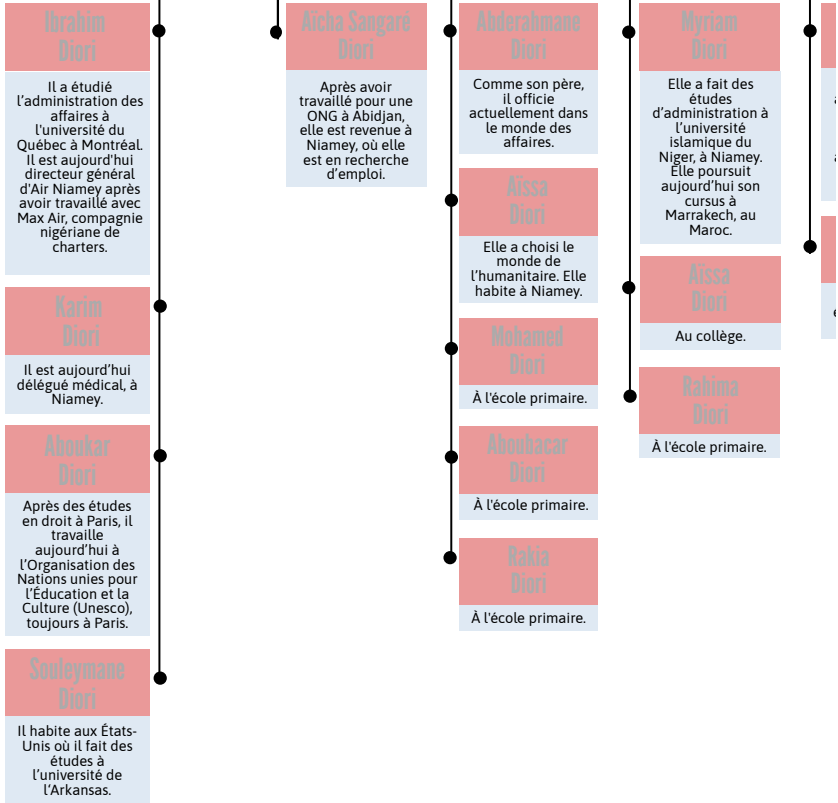 Ibrahim
Diori
Il a étudié
l’administration des
affaires à
l'université du
Québec à Montréal.
Il est aujourd'hui
directeur général
d'Air Niamey après
avoir travaillé avec
Max Air, compagnie
nigériane de
charters.
Karim
Diori
Il est aujourd’hui
délégué médical, à
Niamey.
Aboukar
Diori
Après des études
en droit à Paris, il
travaille
aujourd’hui à
l’Organisation des
Nations unies pour
l’Éducation et la
Culture (Unesco),
toujours à Paris.
Souleymane
Diori
Il habite aux États-
Unis où il fait des
études à
l’université de
l’Arkansas.
Aïcha Sangaré
Diori
Après avoir
travaillé pour une
ONG à Abidjan,
elle est revenue à
Niamey, où elle
est en recherche
d’emploi.
Abderahmane
Diori
Comme son père,
il officie
actuellement dans
le monde des
affaires.
Aïssa
Diori
Elle a choisi le
monde de
l’humanitaire. Elle
habite à Niamey.
Mohamed
Diori
À l'école primaire.
Aboubacar
Diori
À l'école primaire.
Rakia
Diori
À l'école primaire.
Myriam
Diori
Elle a fait des
études
d’administration à
l’université
islamique du
Niger, à Niamey.
Elle poursuit
aujourd’hui son
cursus à
Marrakech, au
Maroc.
Aïssa
Diori
Au collège.
Rahima
Diori
À l'école primaire.